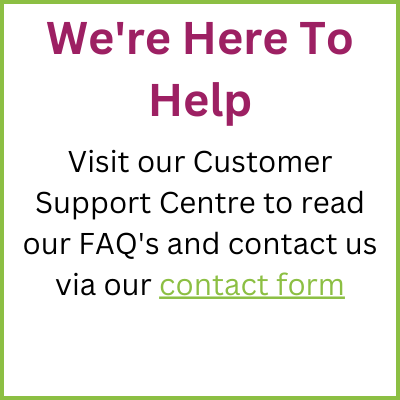 We're Here To
Help
Visit our Customer
Support Centre to read
our FAQ's and contact us
via our contact form